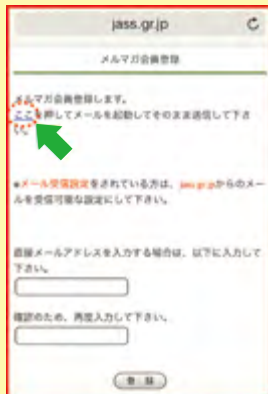 jass.gr.jp
メルマガ会員登録
メルマガ会員登録します。
ここを押してメールを起動してそのまま送信して下さ
い。
●メール受信設定をされている方は、jass.gr.jpからのメー
ルを受信可能な設定にして下さい。
直接メールアドレスを入力する場合は、以下に入力して
下さい。
確認のため、再度入力して下さい。
登 録